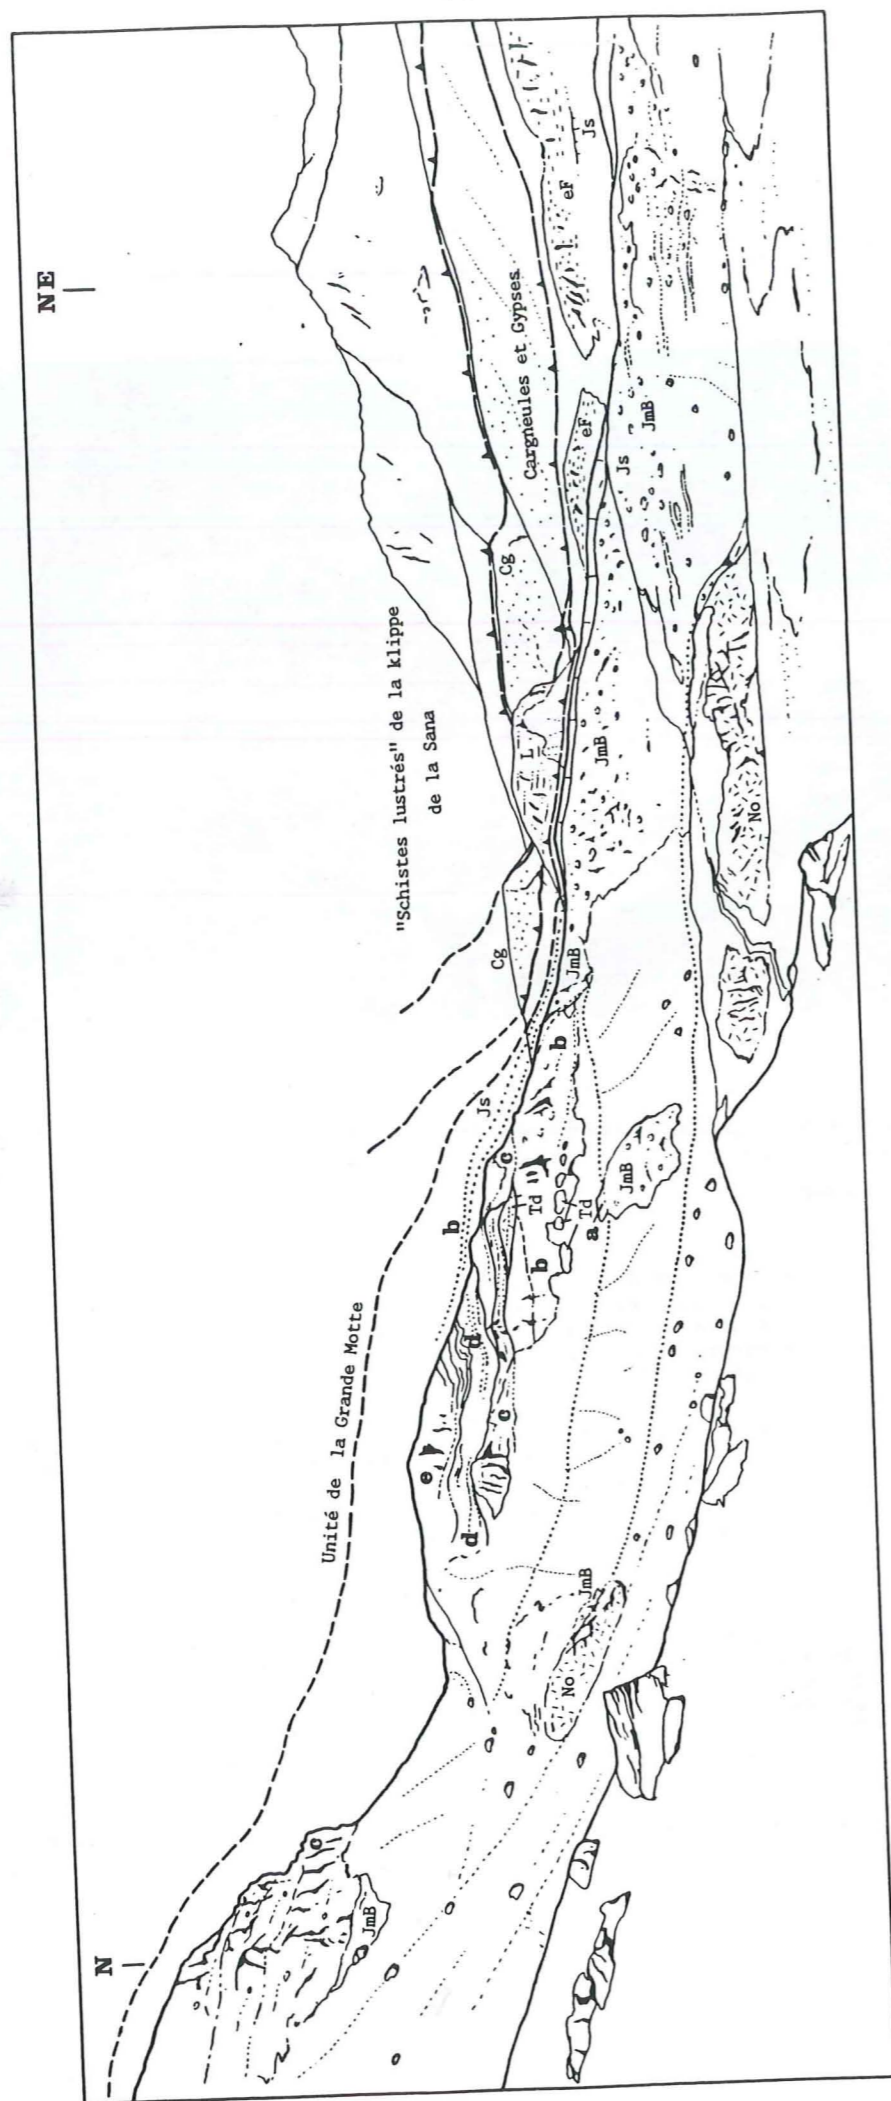 N
NE
Unité de la Grande Motte
"Schistes lustrés" de la klippe
de la Sana
Cargneules et Gypses
c
JmB
No
JmB
d
e
c
d
b
b
a
Td
Td
c
JmB
Js
b
JmB
Cg
L
Cg
JmB
No
eF
Js
JmB
eF
Js